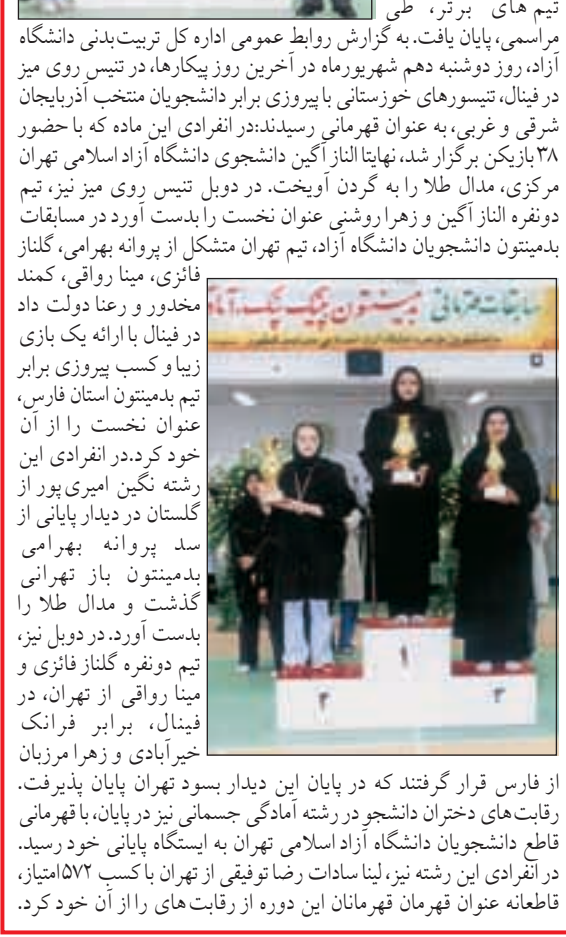 تیم های برتر، طی
مراسمی، پایان یافت. به گزارش روابط عمومی اداره کل تربیت‌بدنی دانشگاه
آزاد، روز دوشنبه دهم شهریورماه در آخرین روز پیکارها، در تنیس روی میز
در فینال، تنیسورهای خوزستانی با پیروزی برابر دانشجویان منتخب آذربایجان
شرقی و غربی، به عنوان قهرمانی رسیدند: در انفرادی این ماده که با حضور
۳۸ بازیکن برگزار شد، نهایتا الناز آگین دانشجوی دانشگاه آزاد اسلامی تهران
مرکزی، مدال طلا را به گردن آویخت. در دوبل تنیس روی میز نیز، تیم
دونفره الناز آگین و زهرا روشنی عنوان نخست را بدست آورد در مسابقات
بدمینتون دانشجویان دانشگاه آزاد، تیم تهران متشکل از پروانه بهرامی، گلناز
فائزی، مینا رواقی، کمند
مخدور و رعنا دولت داد
در فینال با ارائه یک بازی
زیبا و کسب پیروزی برابر
تیم بدمینتون استان فارس،
عنوان نخست را از آن
خود کرد. در انفرادی این
رشته نگین امیری پور از
گلستان در دیدار پایانی از
سد پروانه بهرامی
بدمینتون باز تهرانی
گذشت و مدال طلا را
بدست آورد. در دوبل نیز،
تیم دونفره گلناز فائزی و
مینا رواقی از تهران، در
فینال، برابر فرانک
خیرآبادی و زهرا مرزبان
مسابقات قهرمانی بدمینتون پینگ پنگ، آما
۱
۲
۳
از فارس قرار گرفتند که در پایان این دیدار بسود تهران پایان پذیرفت.
رقابت‌های دختران دانشجو در رشته آمادگی جسمانی نیز در پایان، با قهرمانی
قاطع دانشجویان دانشگاه آزاد اسلامی تهران به ایستگاه پایانی خود رسید.
در انفرادی این رشته نیز، لینا سادات رضا توفیقی از تهران با کسب ۵۷۲ امتیاز،
قاطعانه عنوان قهرمان قهرمانان این دوره از رقابت‌های را از آن خود کرد.